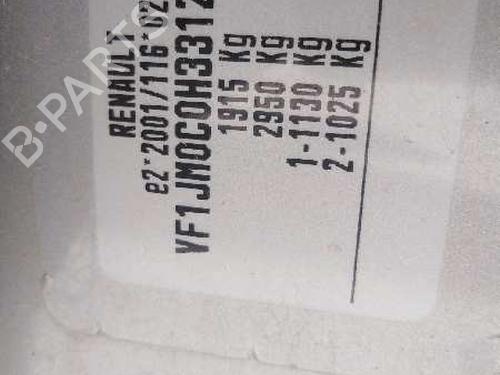 RENAULT
e2*2001/116*02
VF1JM0C0H3312
1915 Kg
2950 Kg
1-1130 Kg
2-1025 Kg
B-PARTS